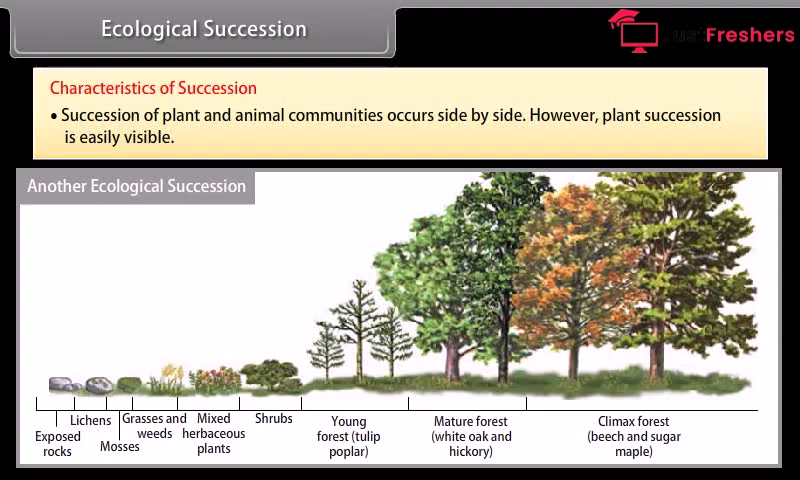 Ecological Succession
Just Freshers
Characteristics of Succession
• Succession of plant and animal communities occurs side by side. However, plant succession
is easily visible.
Another Ecological Succession
Exposed
rocks
Lichens
Mosses
Grasses and
weeds
Mixed
herbaceous
plants
Shrubs
Young
forest (tulip
poplar)
Mature forest
(white oak and
hickory)
Climax forest
(beech and sugar
maple)